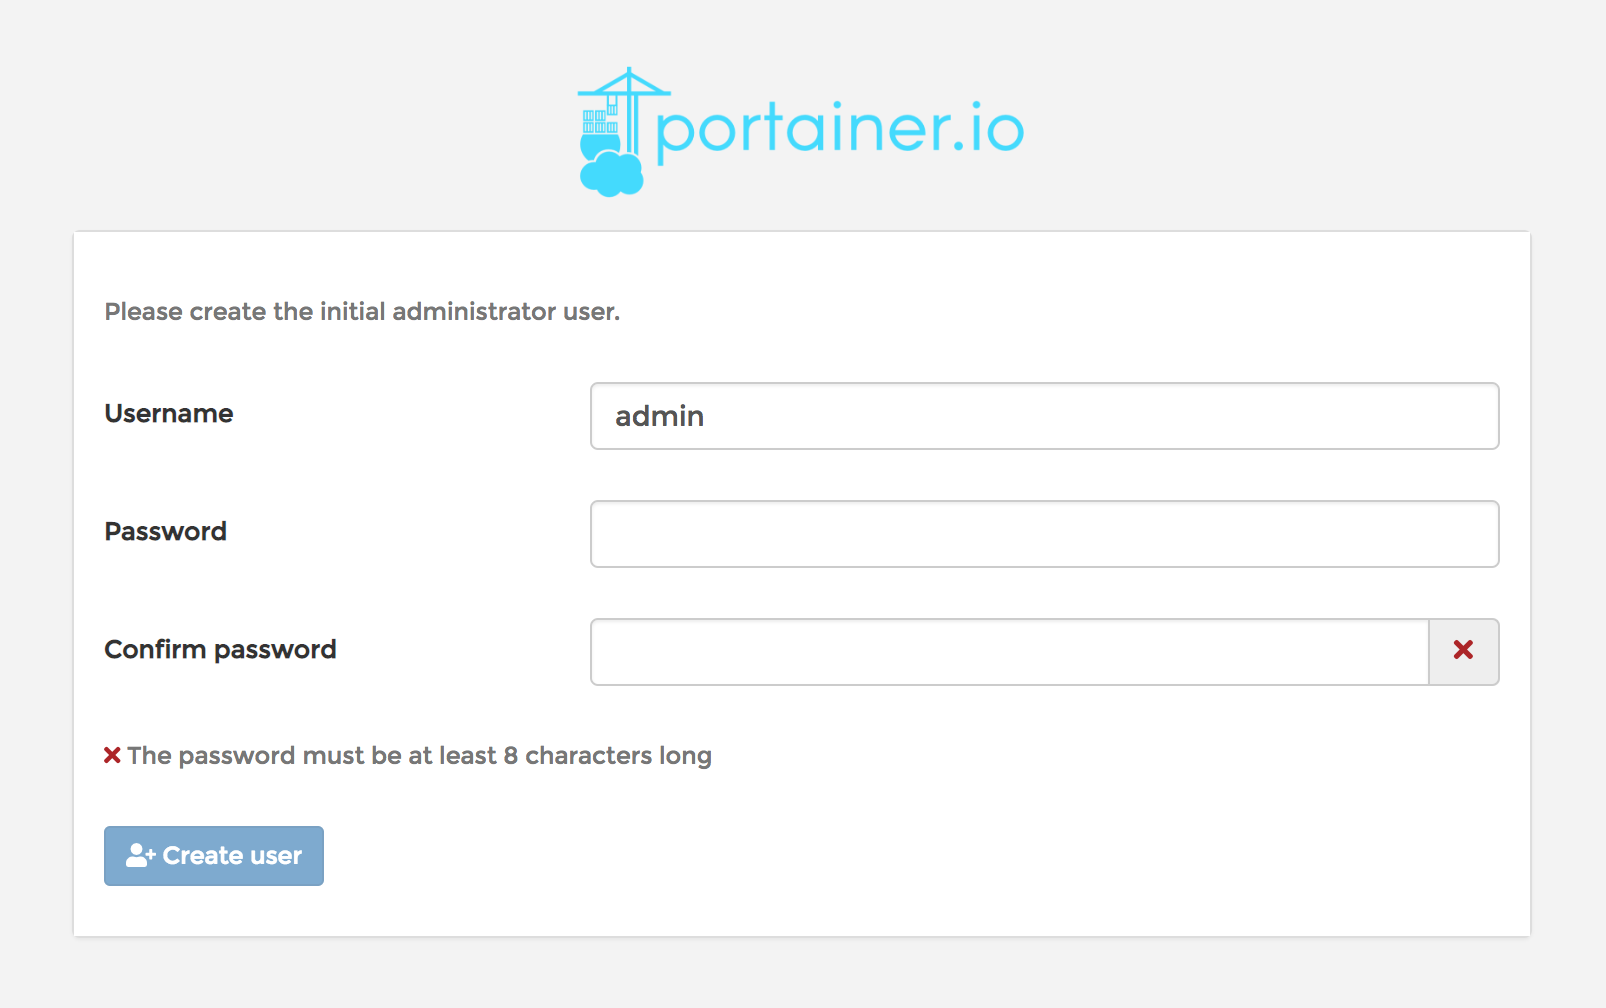 portainer.io
Please create the initial administrator user.
Username
admin
Password
Confirm password
The password must be at least 8 characters long
Create user